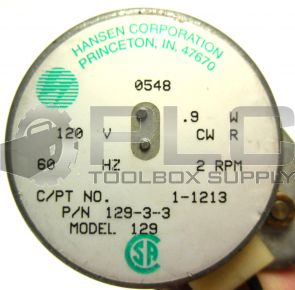 HANSEN CORPORATION
PRINCETON, IN. 47670
0548
120 V .9 W
CW R
60 HZ 2 RPM
PLC
TOOLBOX SUPPLY
C/PT NO. 1-1213
P/N 129-3-3
MODEL 129